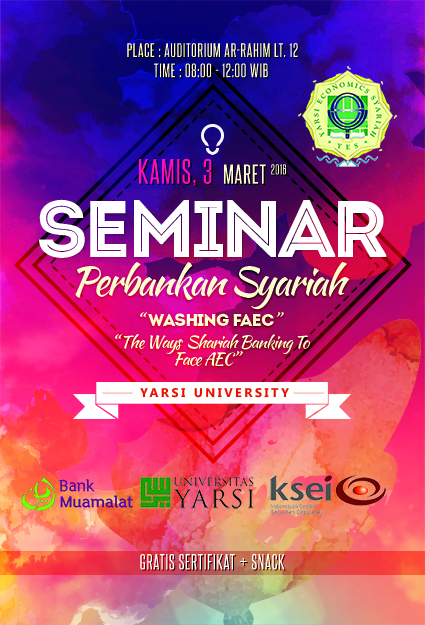 PLACE : AUDITORIUM AR-RAHIM LT. 12
TIME : 08:00 - 12:00 WIB
YARSI ECONOMICS SYARIAH
YES
KAMIS, 3 MARET 2016
SEMINAR
Perbankan Syariah
"WASHING FAEC"
"The Ways Shariah Banking To
Face AEC"
YARSI UNIVERSITY
Bank
Muamalat
UNIVERSITAS
YARSI
ksei
Indonesia Central
Securities Depository
GRATIS SERTIFIKAT + SNACK